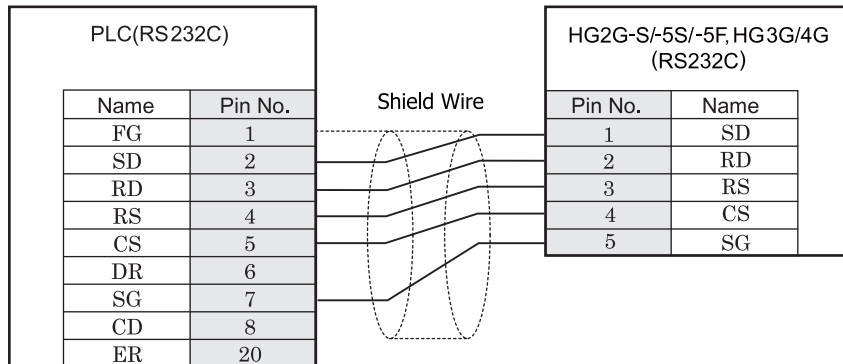 PLC(RS232C)
Name Pin No.
FG 1
SD 2
RD 3
RS 4
CS 5
DR 6
SG 7
CD 8
ER 20
Shield Wire
HG2G-S/-5S/-5F, HG3G/4G
(RS232C)
Pin No. Name
1 SD
2 RD
3 RS
4 CS
5 SG